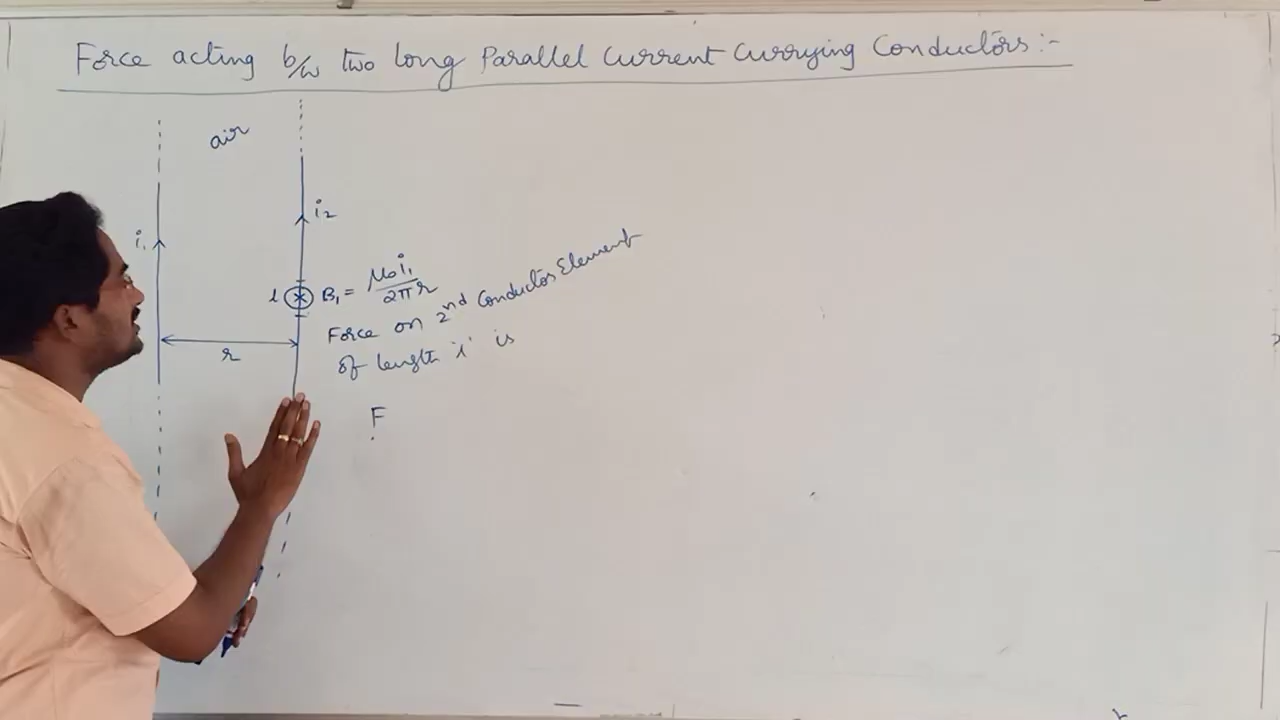 Force acting b/w two long Parallel Current Currying Conductors:-
air
i₁
i₂
l
B₁ = μ₀i₁/2πr
r
Force on 2nd Conductor Element
of length 'l' is
F